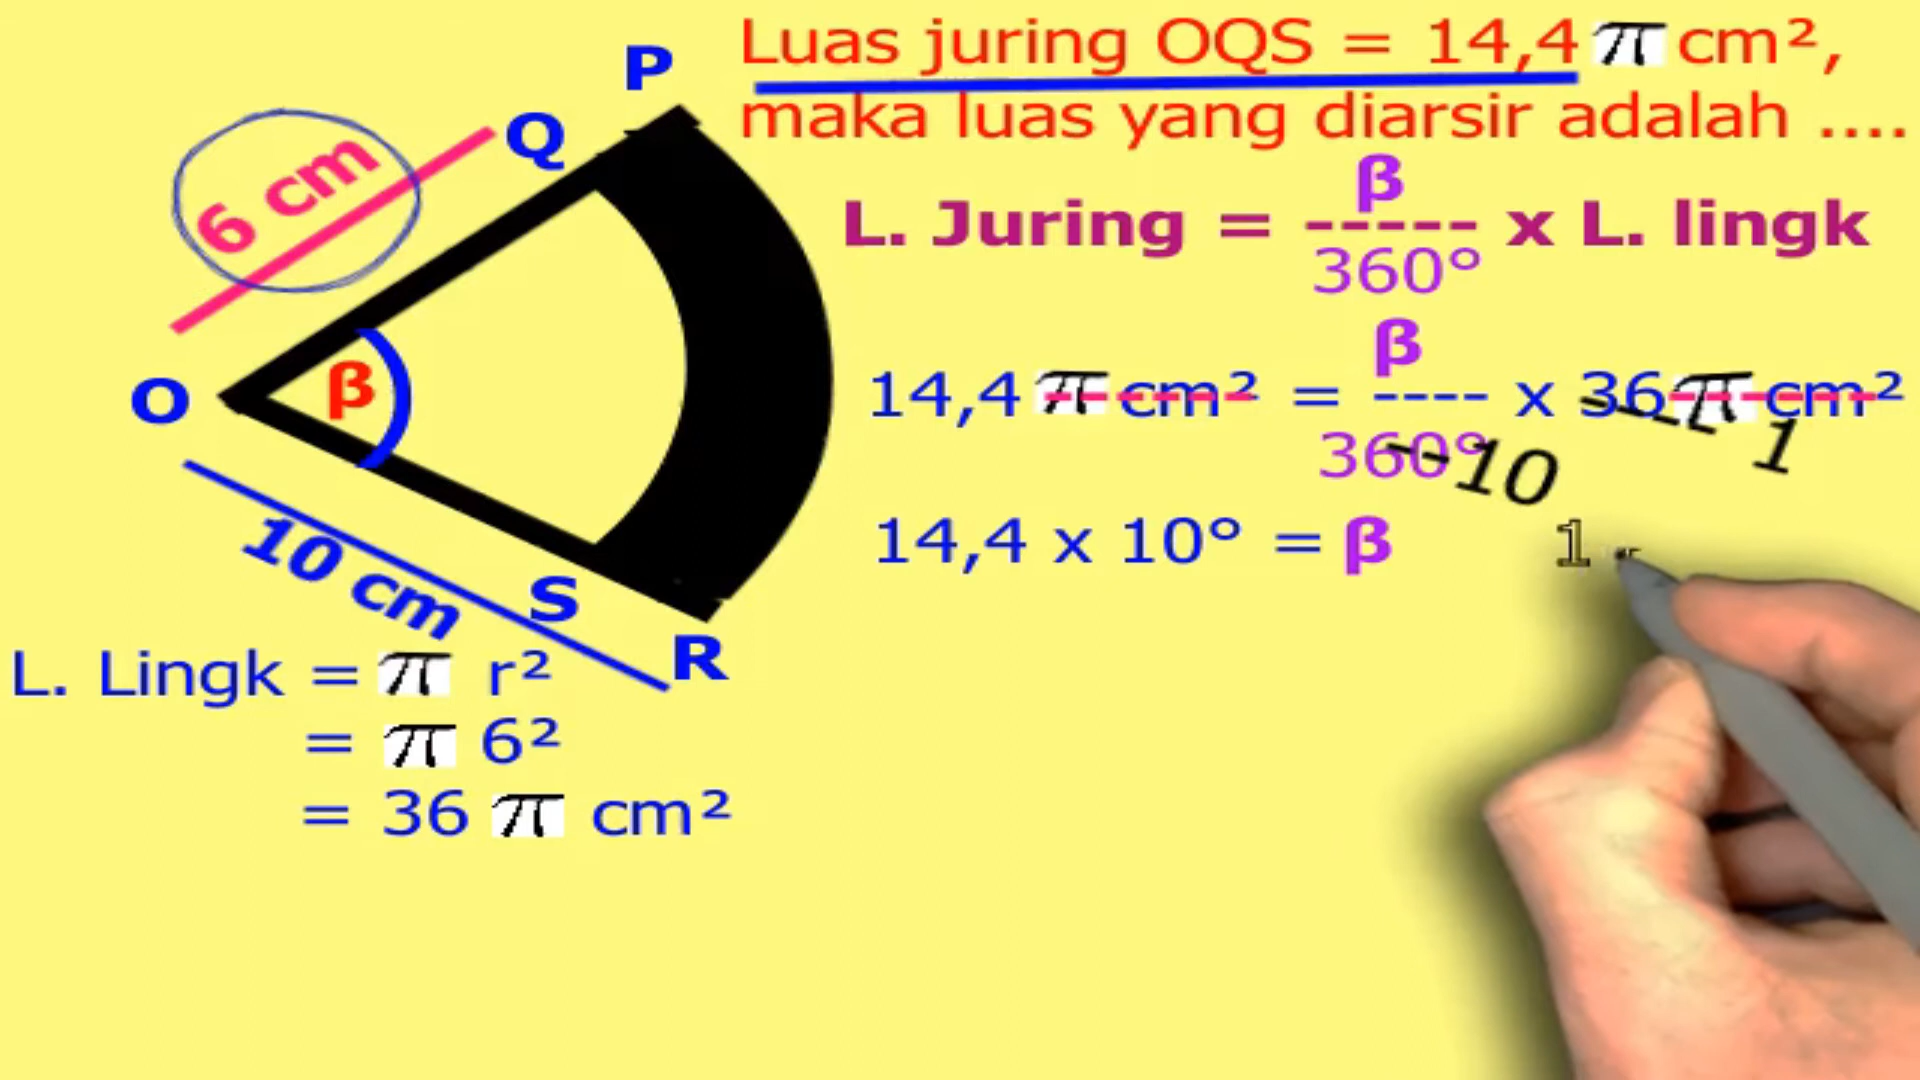 P
Luas juring OQS = 14,4 π cm²,
Q
maka luas yang diarsir adalah ....
6 cm
L. Juring = β ----- 360° x L. lingk
O
β
14,4 π cm² = β ---- 360° x 36 π cm²
10
1
14,4 x 10° = β
1
10 cm
S
R
L. Lingk = π r²
= π 6²
= 36 π cm²